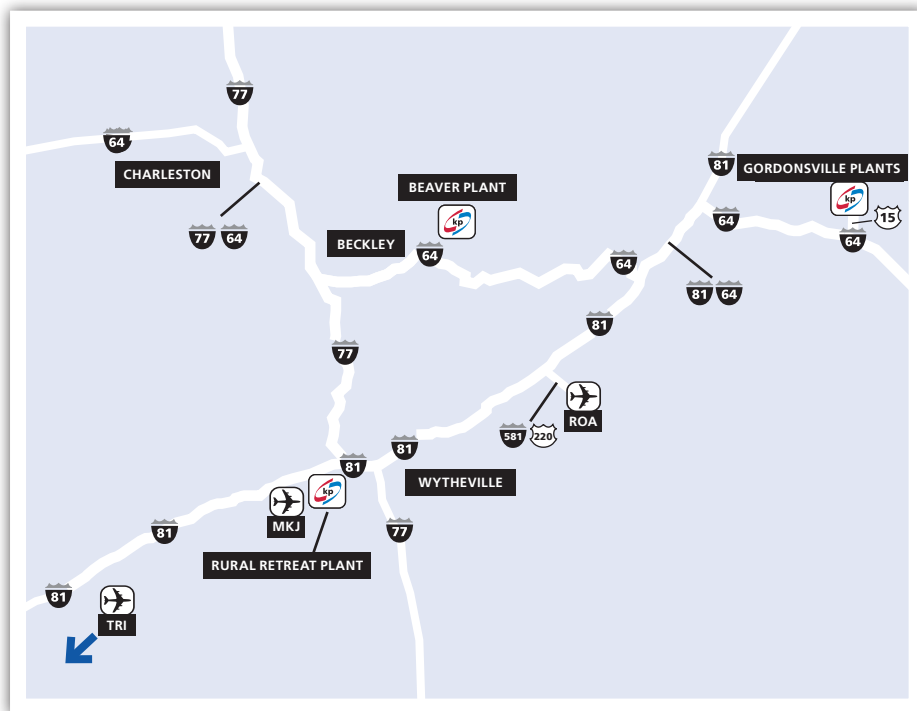 77
64
81
CHARLESTON
BEAVER PLANT
GORDONSVILLE PLANTS
kp
kp
15
64
77 64
BECKLEY
64
64
64
81 64
81
77
ROA
581 220
81
81
WYTHEVILLE
kp
MKJ
81
77
RURAL RETREAT PLANT
81
TRI